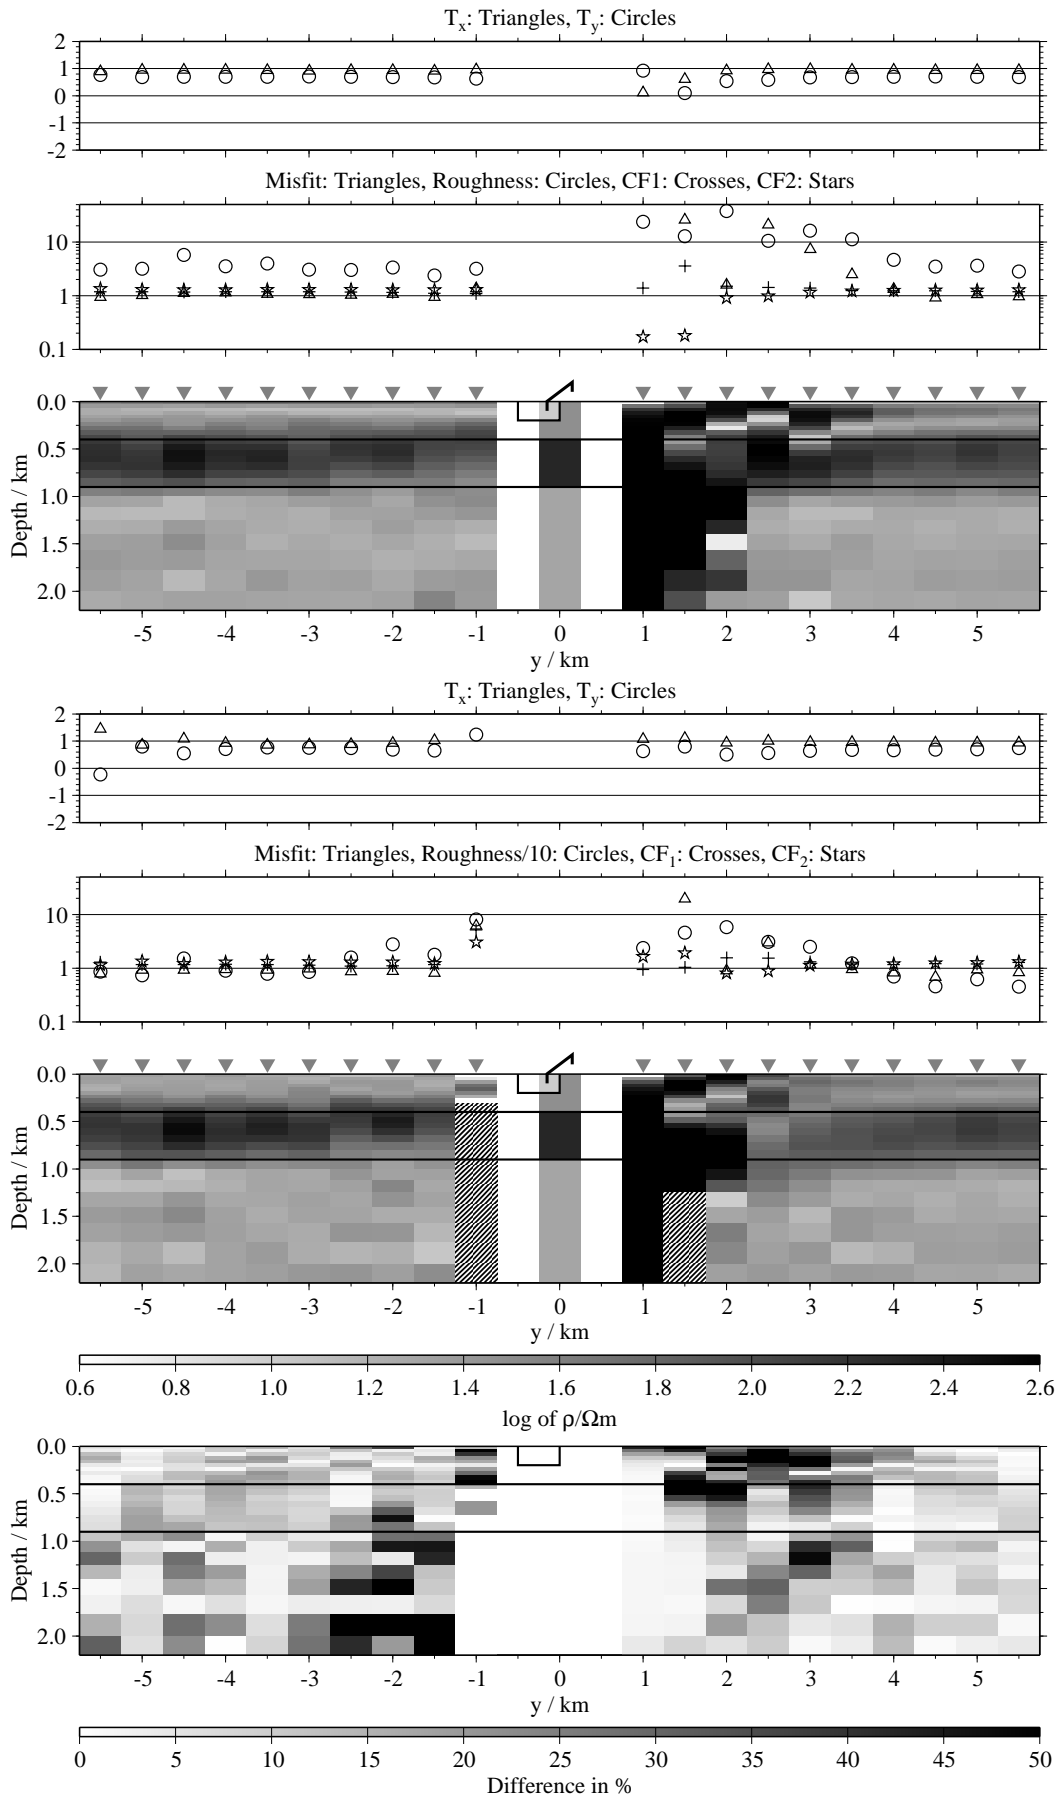 Tx: Triangles, Ty: Circles
2
1
0
-1
-2
Misfit: Triangles, Roughness: Circles, CF1: Crosses, CF2: Stars
10
1
0.1
0.0
0.5
1.0
1.5
2.0
Depth / km
-5 -4 -3 -2 -1 0 1 2 3 4 5
y / km
Tx: Triangles, Ty: Circles
2
1
0
-1
-2
Misfit: Triangles, Roughness/10: Circles, CF1: Crosses, CF2: Stars
10
1
0.1
0.0
0.5
1.0
1.5
2.0
Depth / km
-5 -4 -3 -2 -1 0 1 2 3 4 5
y / km
0.6 0.8 1.0 1.2 1.4 1.6 1.8 2.0 2.2 2.4 2.6
log of ρ/Ωm
0.0
0.5
1.0
1.5
2.0
Depth / km
-5 -4 -3 -2 -1 0 1 2 3 4 5
y / km
0 5 10 15 20 25 30 35 40 45 50
Difference in %